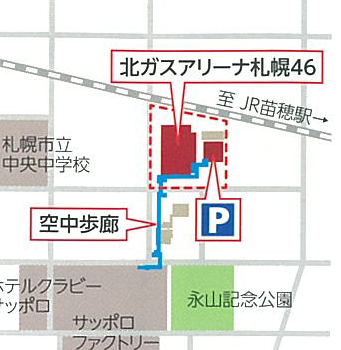 北ガスアリーナ札幌46
至 JR苗穂駅→
札幌市立
中央中学校
空中歩廊
P
ホテルクラビー
サッポロ
永山記念公園
サッポロ
ファクトリー